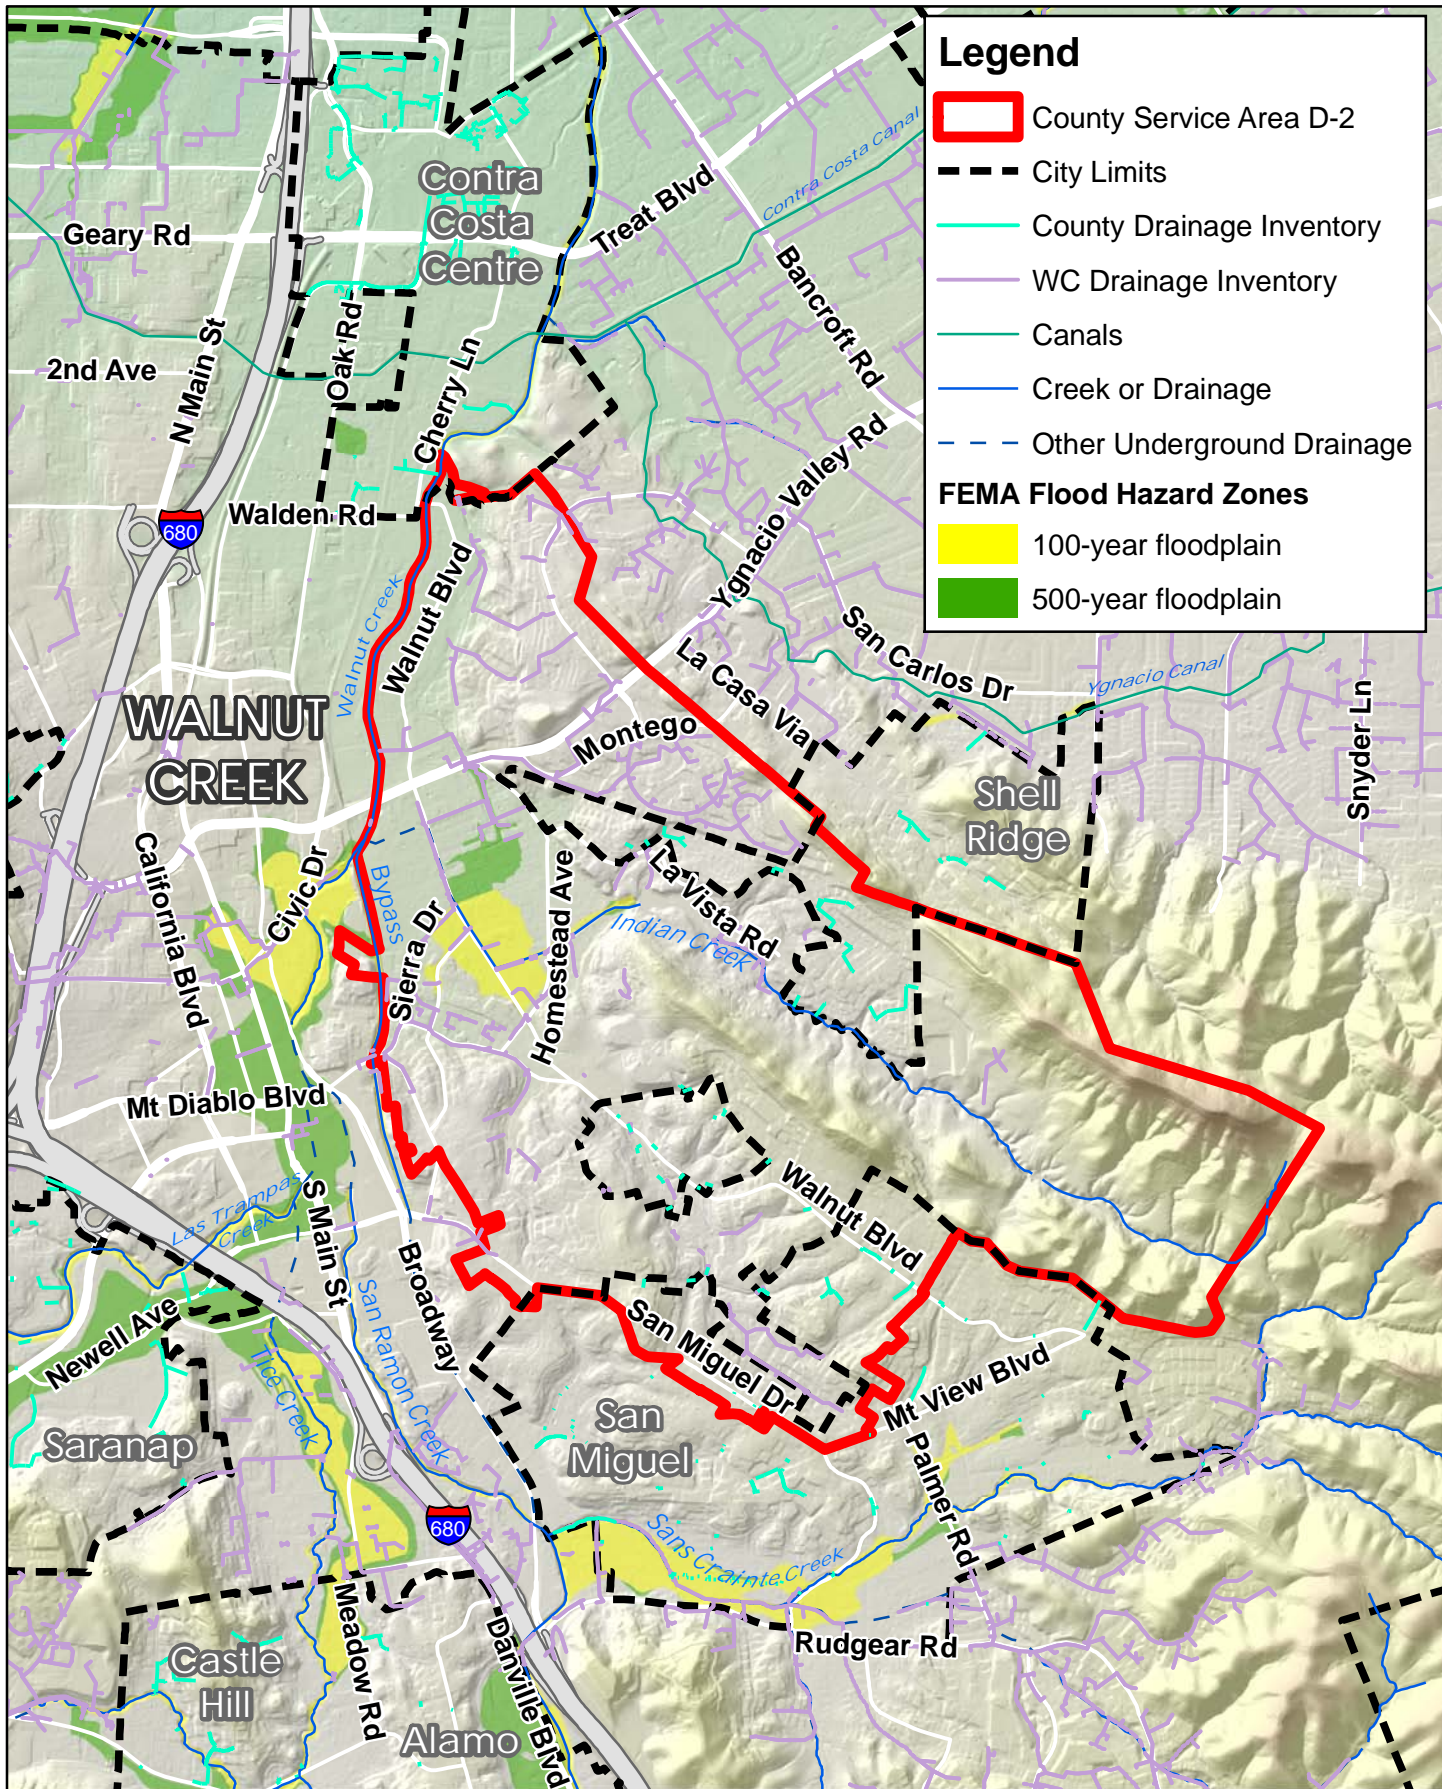 Legend
County Service Area D-2
City Limits
County Drainage Inventory
WC Drainage Inventory
Canals
Creek or Drainage
Other Underground Drainage
FEMA Flood Hazard Zones
100-year floodplain
500-year floodplain
Contra
Costa
Centre
Contra Costa Canal
Treat Blvd
Geary Rd
Bancroft Rd
Oak Rd
N Main St
2nd Ave
Cherry Ln
Ygnacio Valley Rd
Walden Rd
680
Walnut Creek
Walnut Blvd
San Carlos Dr
La Casa Via
Ygnacio Canal
Snyder Ln
WALNUT
CREEK
Montego
Shell
Ridge
California Blvd
Civic Dr
Bypass
Sierra Dr
Homestead Ave
La Vista Rd
Indian Creek
Mt Diablo Blvd
Las Trampas
Creek
S Main St
Broadway
Walnut Blvd
San Ramon Creek
Newell Ave
Tice Creek
San Miguel Dr
Mt View Blvd
Saranap
San
Miguel
Palmer Rd
680
Sans Crainte Creek
Meadow Rd
Danville Blvd
Rudgear Rd
Castle
Hill
Alamo